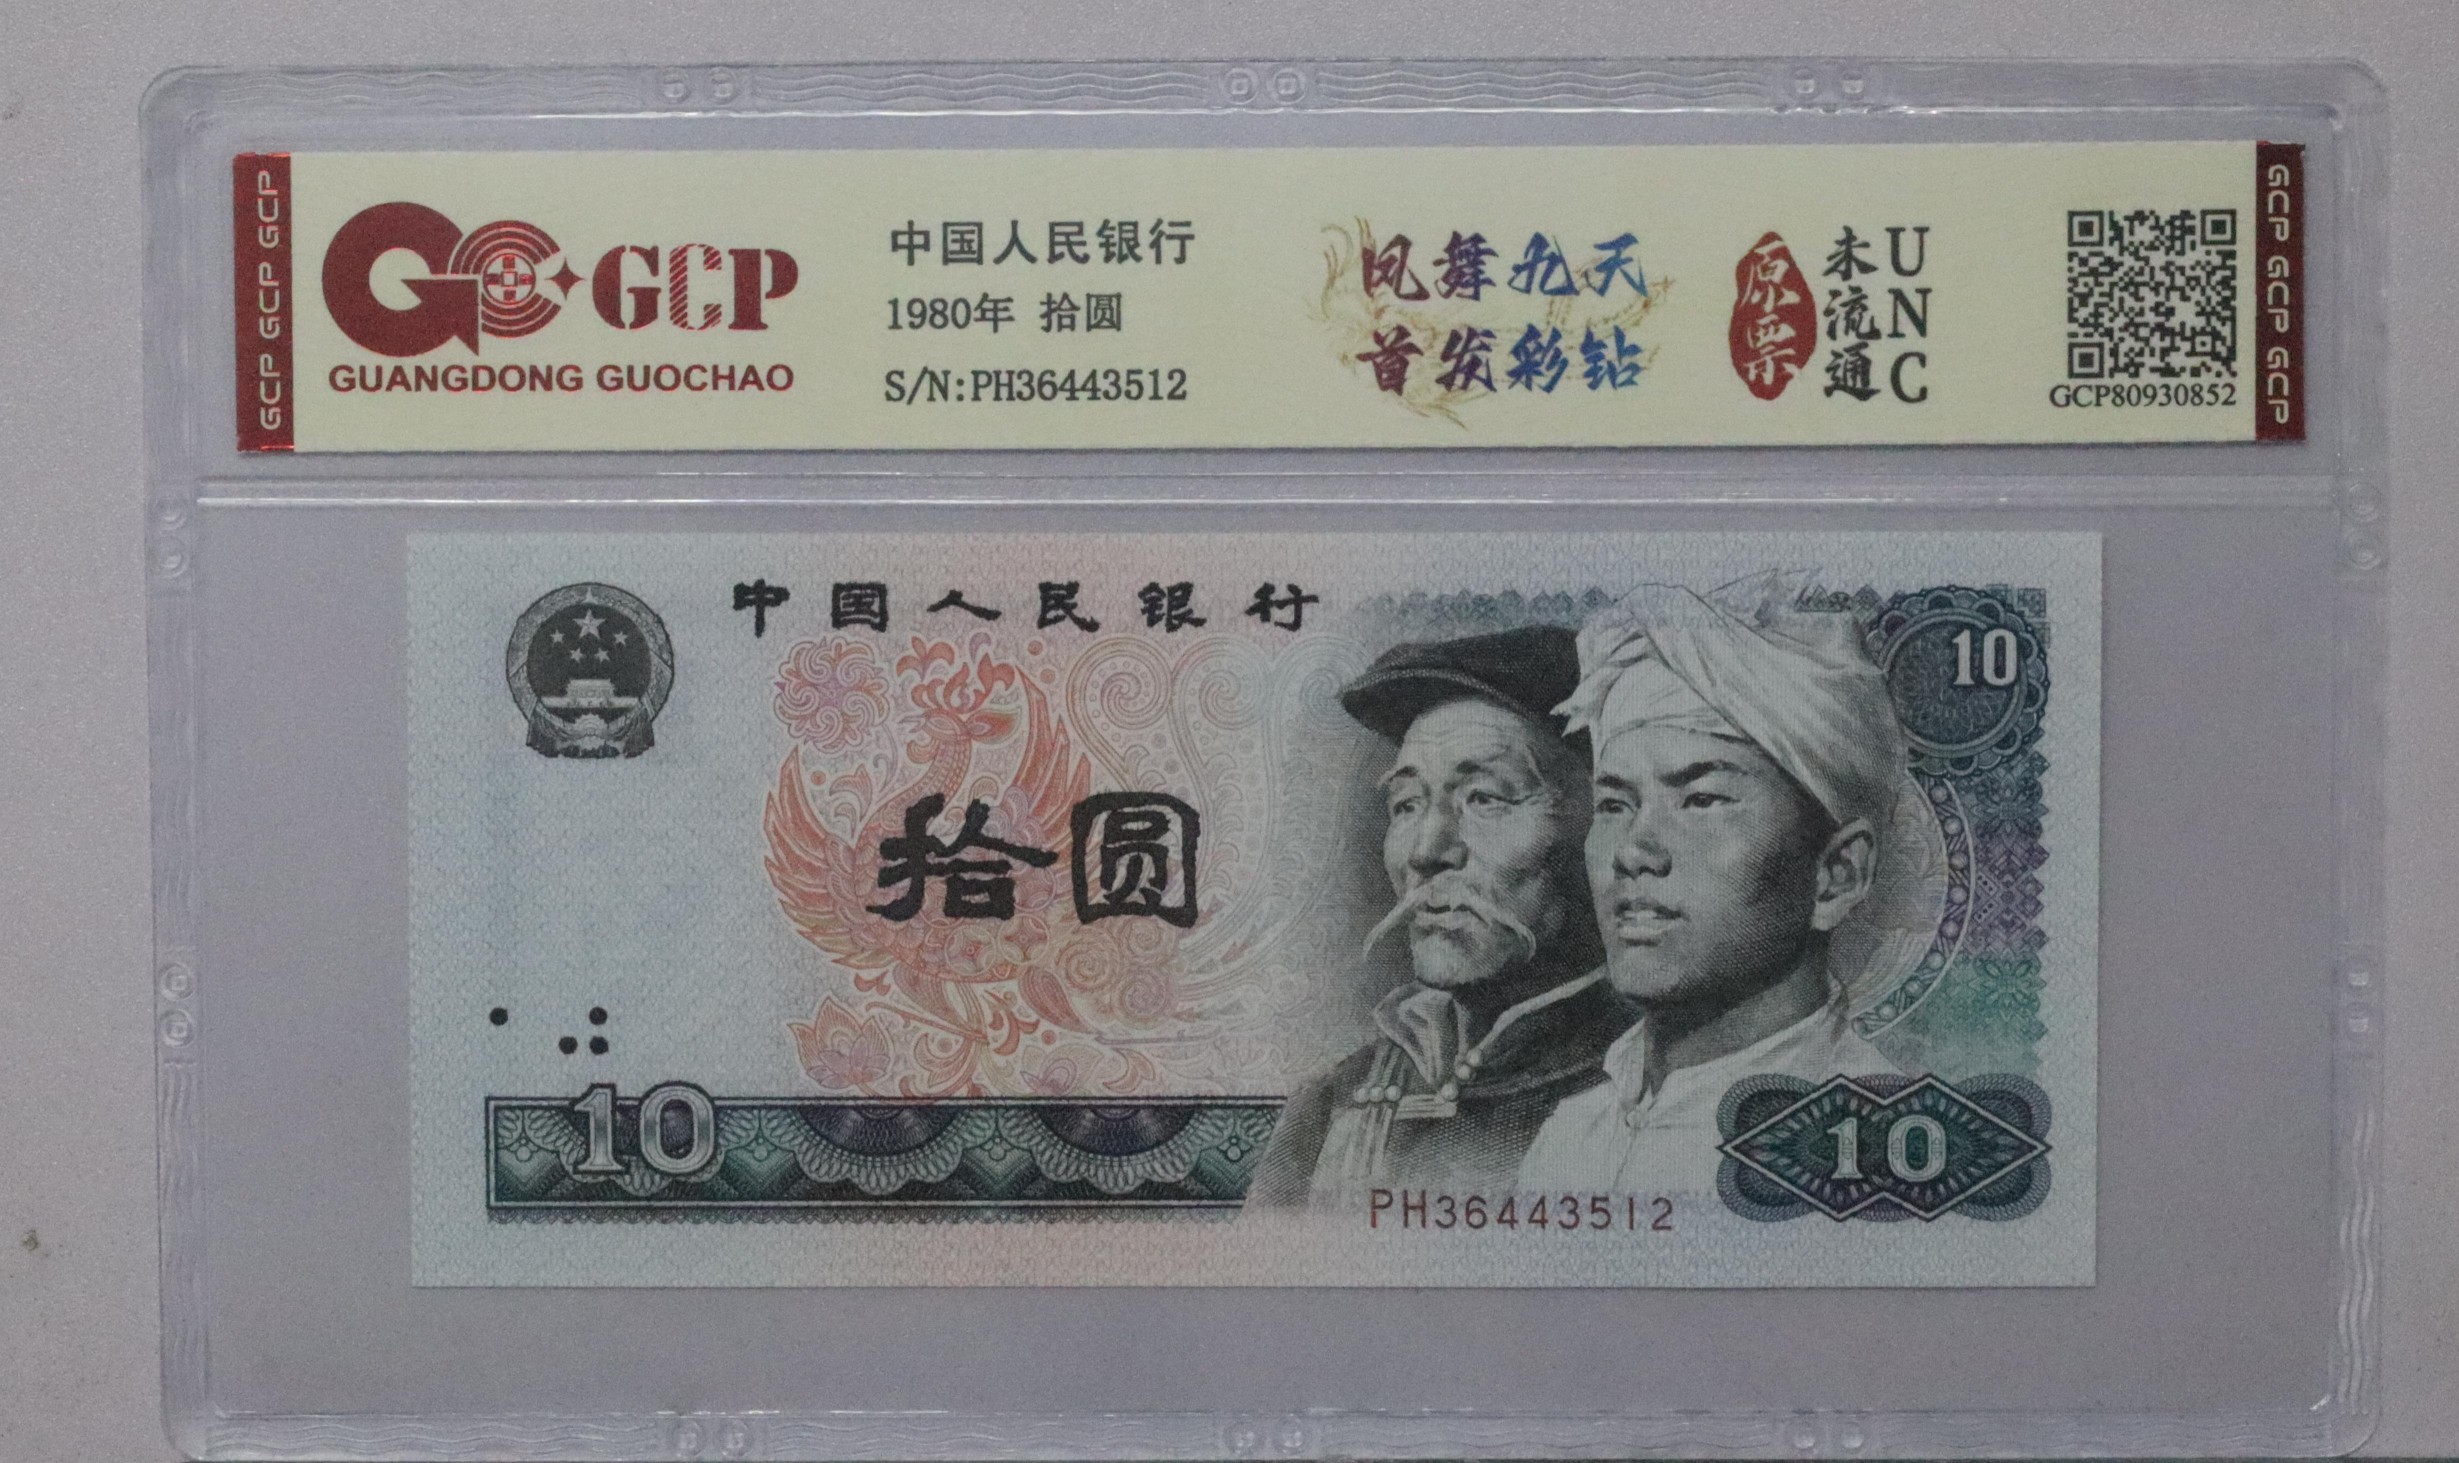 GCP GCP GCP
GCP
GUANGDONG GUOCHAO
中国人民银行
1980年 拾圆
S/N:PH36443512
凤舞九天
首发彩钻
原票
未流通
UNC
GCP80930852
GCP GCP GCP
中国人民银行
10
拾圆
10
10
PH36443512